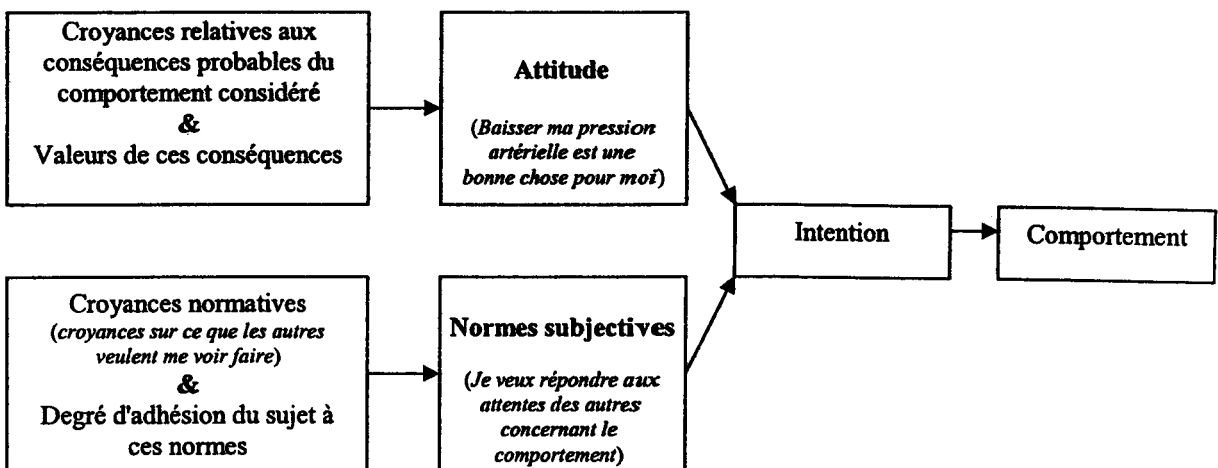 Croyances relatives aux
conséquences probables du
comportement considéré
&
Valeurs de ces conséquences
Attitude
(Baisser ma pression
artérielle est une
bonne chose pour moi)
Intention
Comportement
Croyances normatives
(croyances sur ce que les autres
veulent me voir faire)
&
Degré d'adhésion du sujet à
ces normes
Normes subjectives
(Je veux répondre aux
attentes des autres
concernant le
comportement)